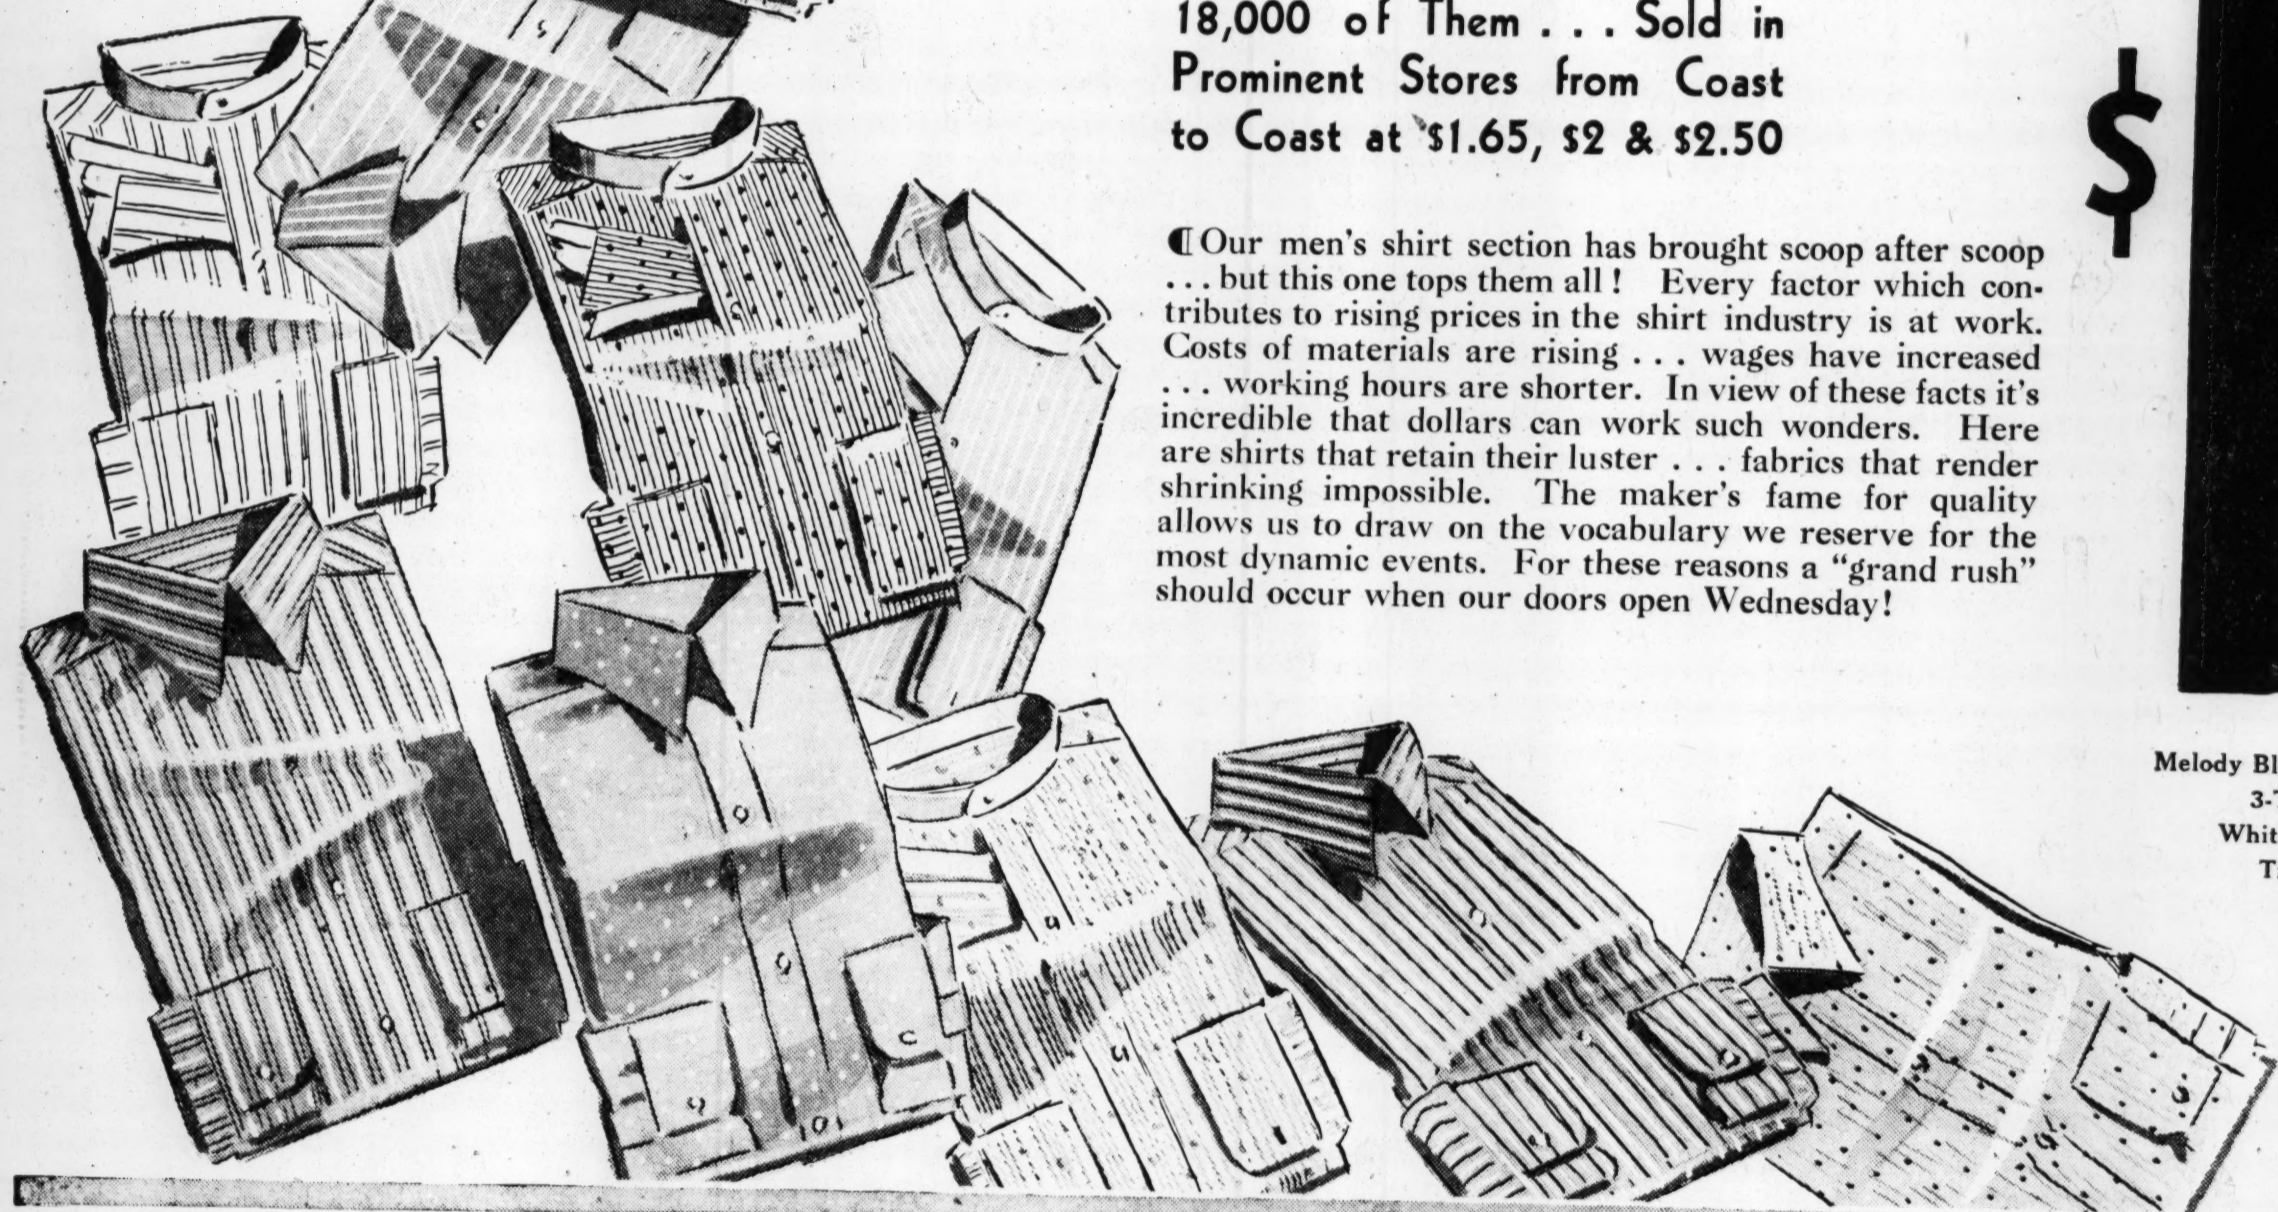 18,000 of Them . . . Sold in
Prominent Stores from Coast
to Coast at $1.65, $2 & $2.50
$
Our men's shirt section has brought scoop after scoop
. . . but this one tops them all! Every factor which con-
tributes to rising prices in the shirt industry is at work.
Costs of materials are rising . . . wages have increased
. . . working hours are shorter. In view of these facts it's
incredible that dollars can work such wonders. Here
are shirts that retain their luster . . . fabrics that render
shrinking impossible. The maker's fame for quality
allows us to draw on the vocabulary we reserve for the
most dynamic events. For these reasons a “grand rush”
should occur when our doors open Wednesday!
Melody
3-